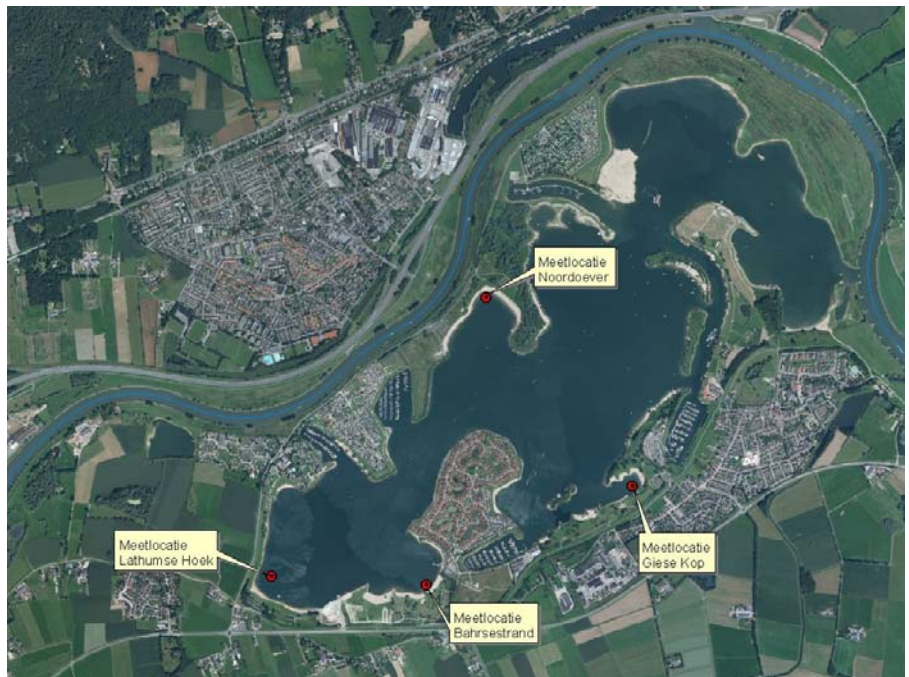 Meetlocatie
Noordoever
Meetlocatie
Lathumse Hoek
Meetlocatie
Giese Kop
Meetlocatie
Bahrsestrand